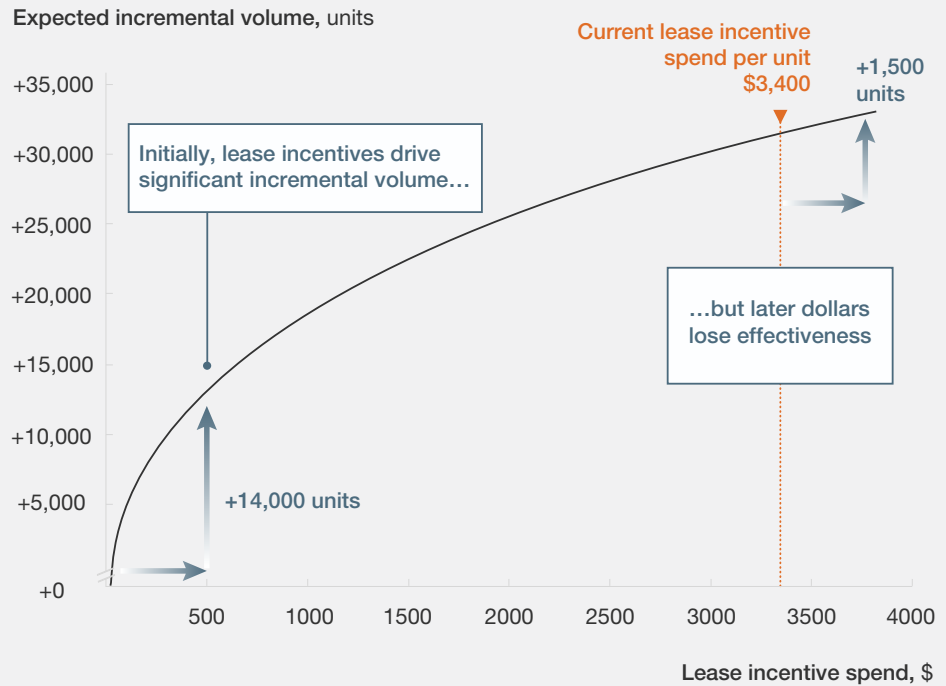 Expected incremental volume, units
Current lease incentive
spend per unit
$3,400
+1,500
units
+35,000
+30,000
+25,000
+20,000
+15,000
+10,000
+5,000
+0
Initially, lease incentives drive
significant incremental volume…
…but later dollars
lose effectiveness
+14,000 units
500
1000
1500
2000
2500
3000
3500
4000
Lease incentive spend, $